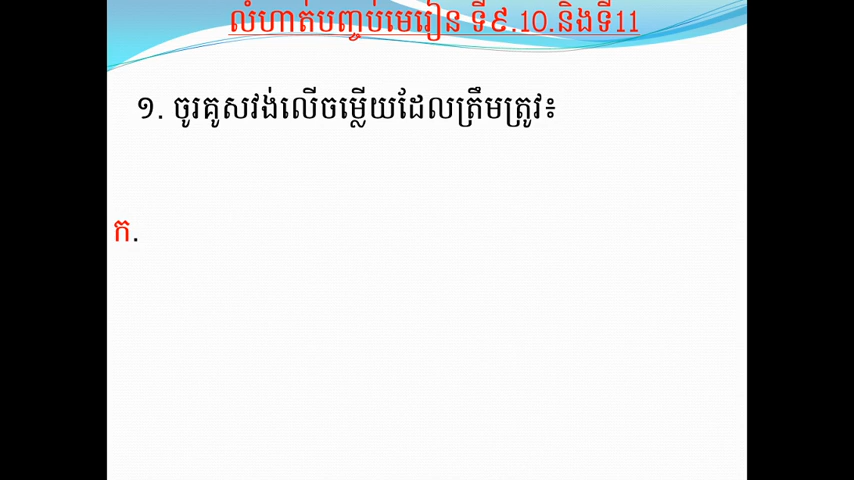 លំហាត់បញ្ចប់មេរៀន ទី៩.10.និងទី11
១. ចូរគូសវង់លើចម្លើយដែលត្រឹមត្រូវ៖
ក.